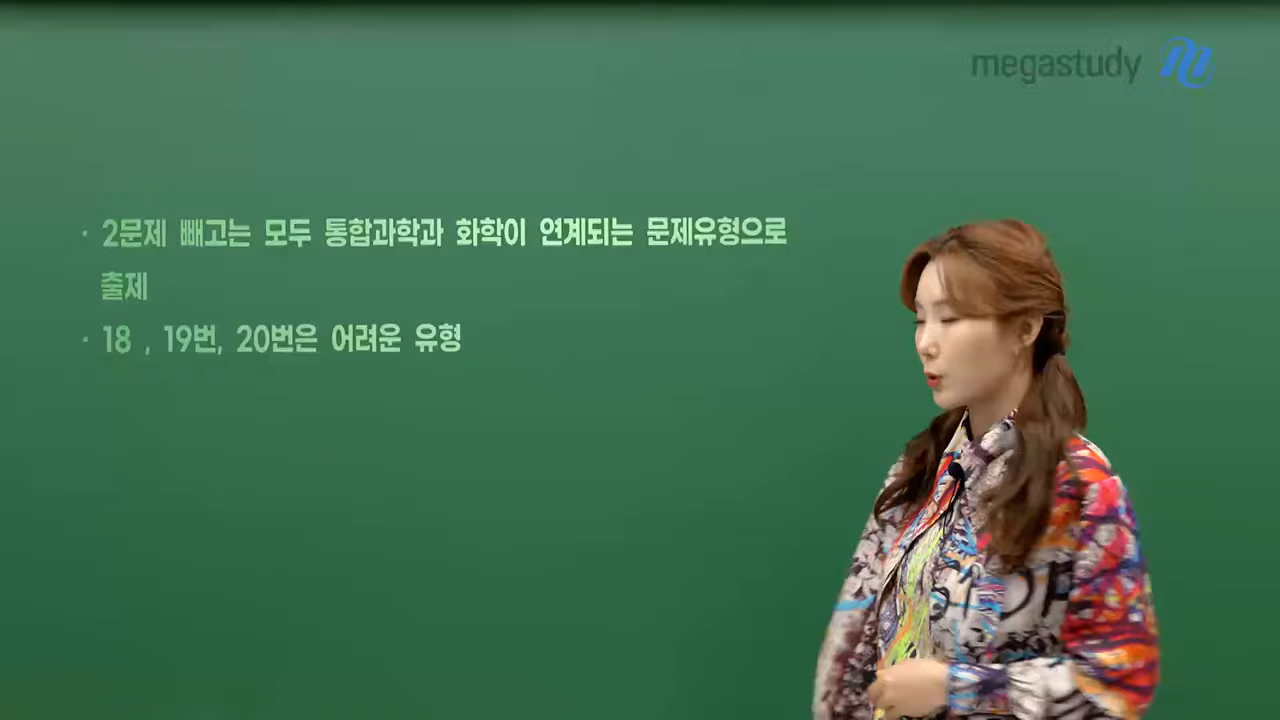 megastudy
· 2문제 빼고는 모두 통합과학과 화학이 연계되는 문제유형으로
출제
· 18 , 19번, 20번은 어려운 유형